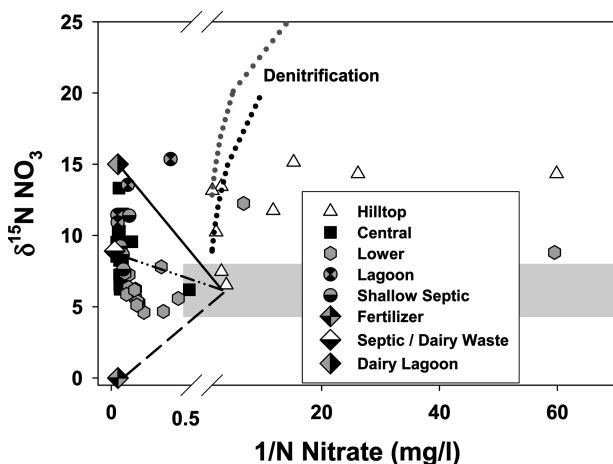 25
20
15
10
5
0
δ¹⁵N NO₃
Denitrification
Hilltop
Central
Lower
Lagoon
Shallow Septic
Fertilizer
Septic / Dairy Waste
Dairy Lagoon
0 0.5 20 40 60
1/N Nitrate (mg/l)